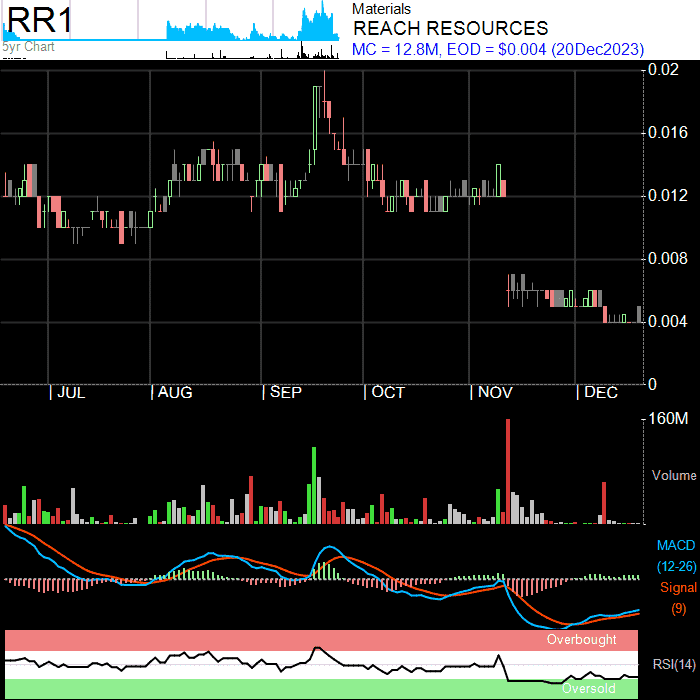 RR1
5yr Chart
Materials
REACH RESOURCES
MC = 12.8M, EOD = $0.004 (20Dec2023)
0.02
0.016
0.012
0.008
0.004
0
| JUL | AUG | SEP | OCT | NOV | DEC
160M
Volume
MACD
(12-26)
Signal
(9)
Overbought
RSI(14)
Oversold